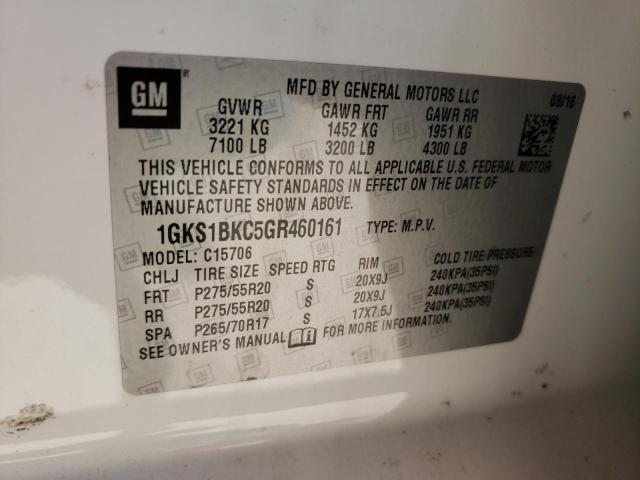 GM
MFD BY GENERAL MOTORS LLC
08/16
GVWR GAWR FRT GAWR RR
3221 KG 1452 KG 1951 KG
7100 LB 3200 LB 4300 LB
THIS VEHICLE CONFORMS TO ALL APPLICABLE U.S. FEDERAL MOTOR
VEHICLE SAFETY STANDARDS IN EFFECT ON THE DATE OF
MANUFACTURE SHOWN ABOVE.
1GKS1BKC5GR460161 TYPE: M.P.V.
MODEL: C15706
CHLJ TIRE SIZE SPEED RTG RIM COLD TIRE PRESSURE
FRT P275/55R20 S 20X9J 240KPA(35PSI)
RR P275/55R20 S 20X9J 240KPA(35PSI)
SPA P265/70R17 S 17X7.5J 240KPA(35PSI)
SEE OWNER'S MANUAL FOR MORE INFORMATION.